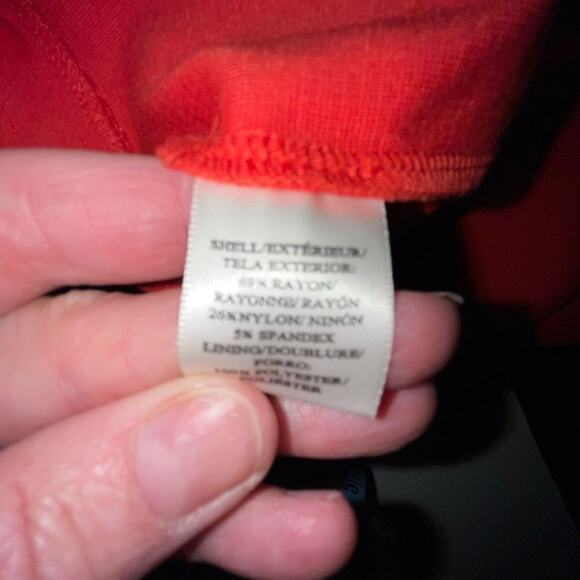 SHELL/EXTÉRIEUR/
TELA EXTERIOR:
69% RAYON/
RAYONNE/RAYÓN
26% NYLON/ NINÓN
5% SPANDEX
LINING/DOUBLURE/
FORRO:
100% POLYESTER/
POLIÉSTER